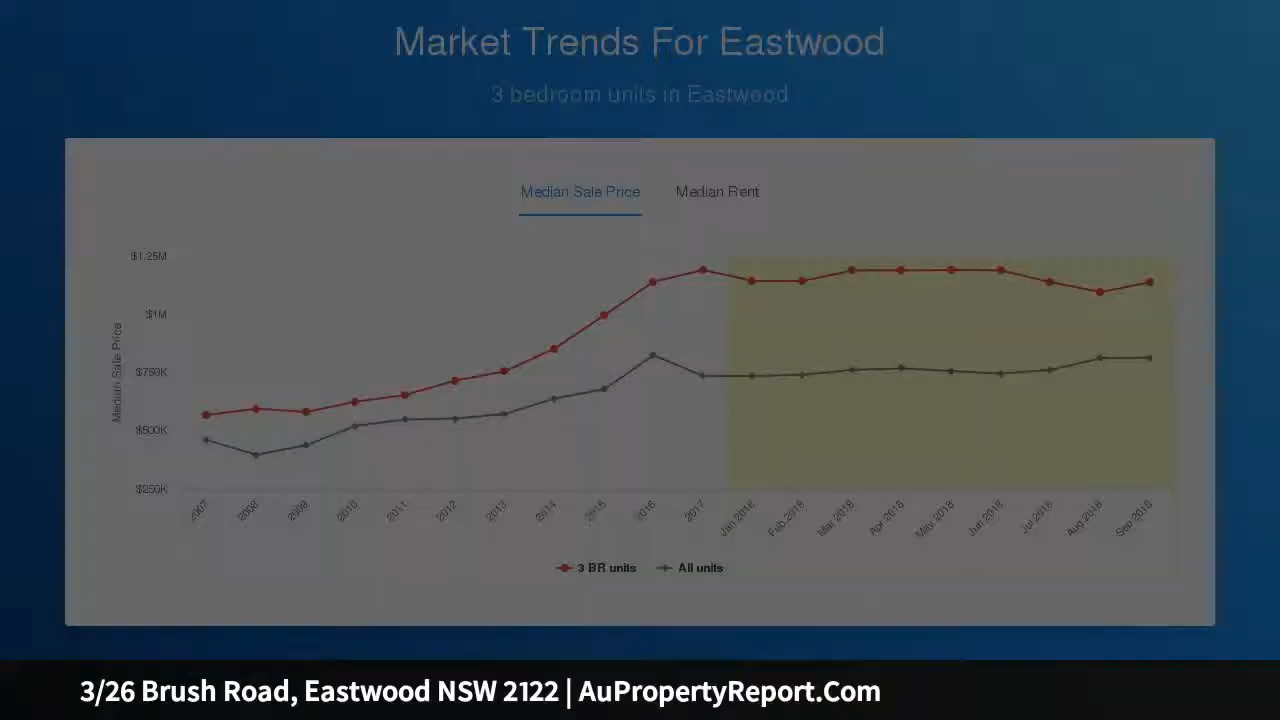 Market Trends For Eastwood
3 bedroom units in Eastwood
Median Sale Price Median Rent
$1.25M
$1M
$750K
$500K
$250K
Median Sale Price
2007 2008 2009 2010 2011 2012 2013 2014 2015 2016 2017 Jan 2018 Feb 2018 Mar 2018 Apr 2018 May 2018 Jun 2018 Jul 2018 Aug 2018 Sep 2018
3 BR units All units
3/26 Brush Road, Eastwood NSW 2122 | AuPropertyReport.Com